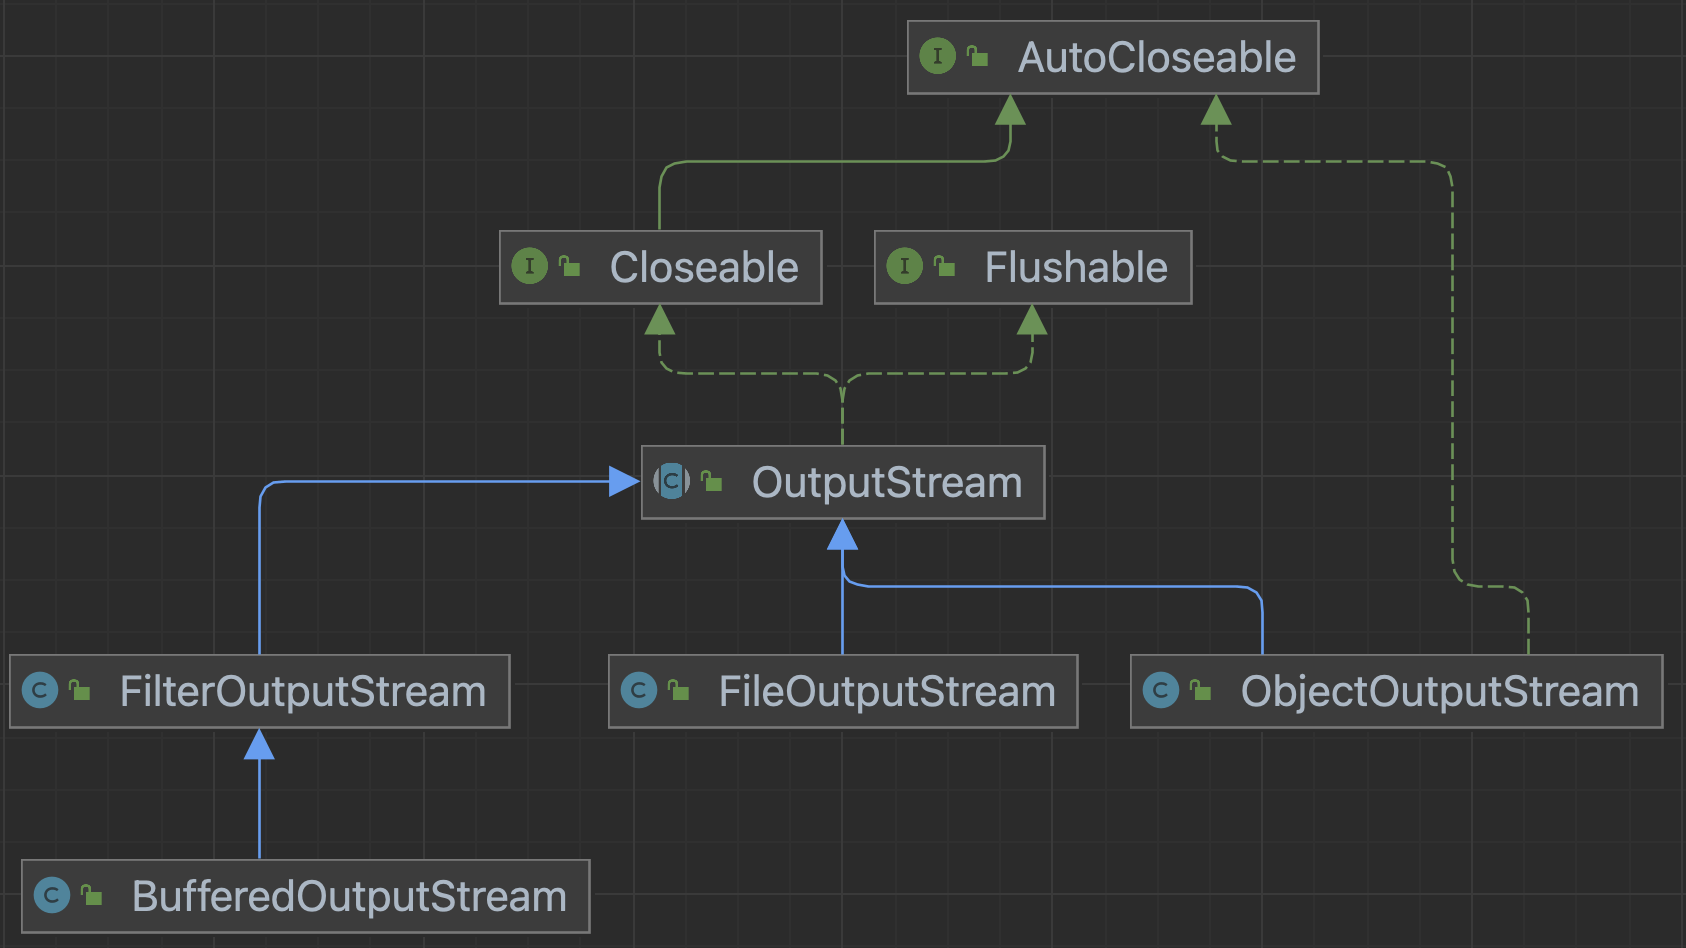 AutoCloseable
Closeable
Flushable
OutputStream
FilterOutputStream
FileOutputStream
ObjectOutputStream
BufferedOutputStream